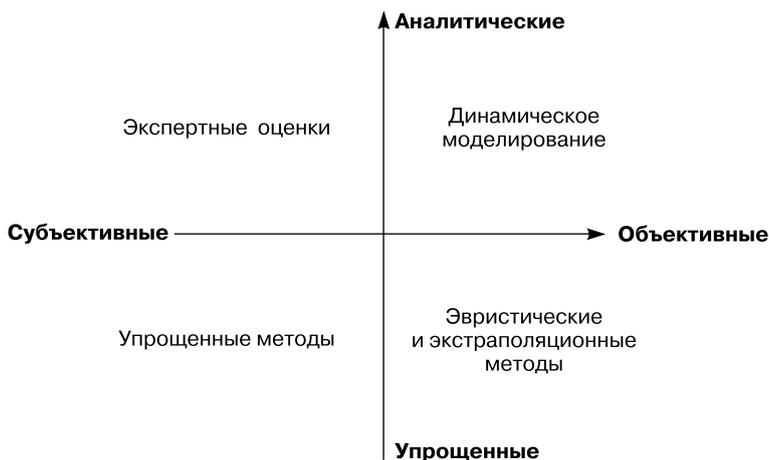 Аналитические
Экспертные оценки
Динамическое
моделирование
Субъективные
Объективные
Упрощенные методы
Эвристические
и экстраполяционные
методы
Упрощенные